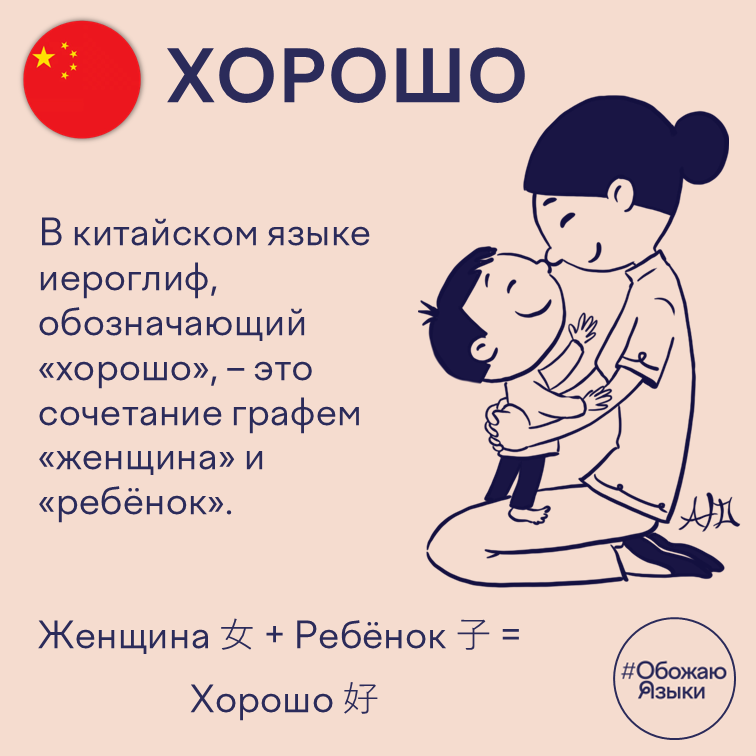 ХОРОШО
В китайском языке
иероглиф,
обозначающий
«хорошо», – это
сочетание графем
«женщина» и
«ребёнок».
Женщина 女 + Ребёнок 子 =
Хорошо 好
#Обожаю
Языки